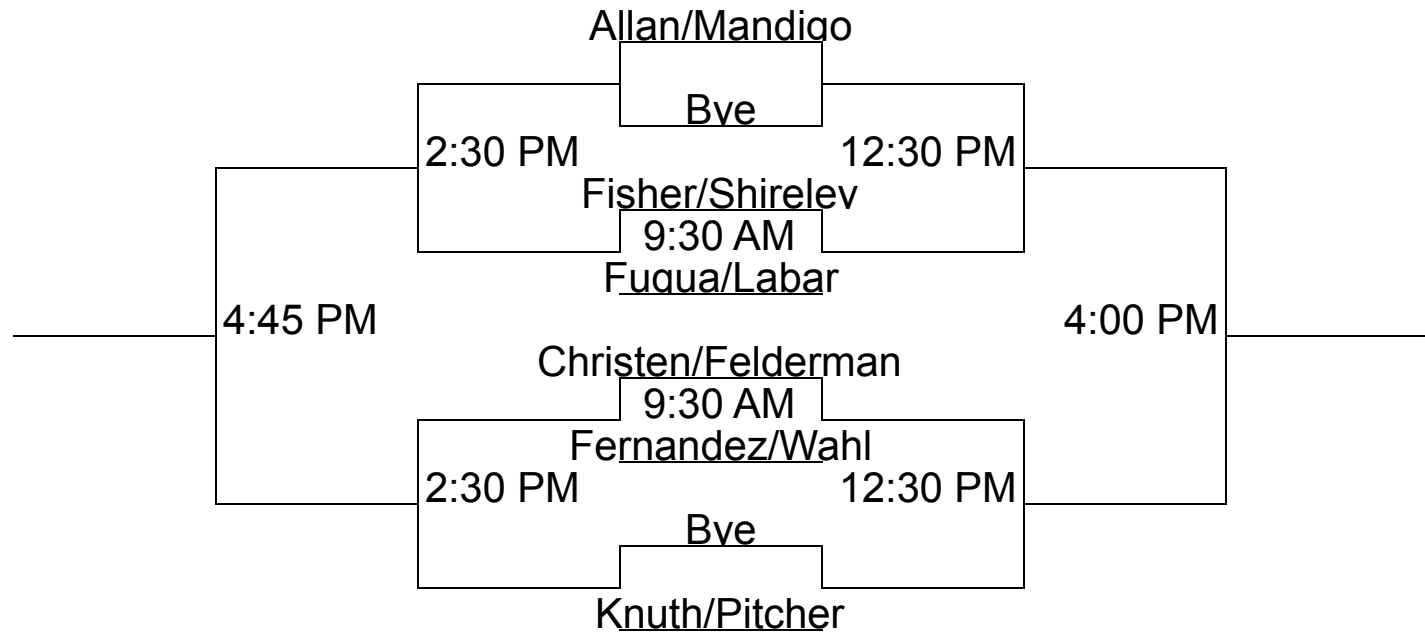 Allan/Mandigo
Bye
2:30 PM 12:30 PM
Fisher/Shireley
9:30 AM
Fuqua/Labar
4:45 PM 4:00 PM
Christen/Felderman
9:30 AM
Fernandez/Wahl
2:30 PM 12:30 PM
Bye
Knuth/Pitcher